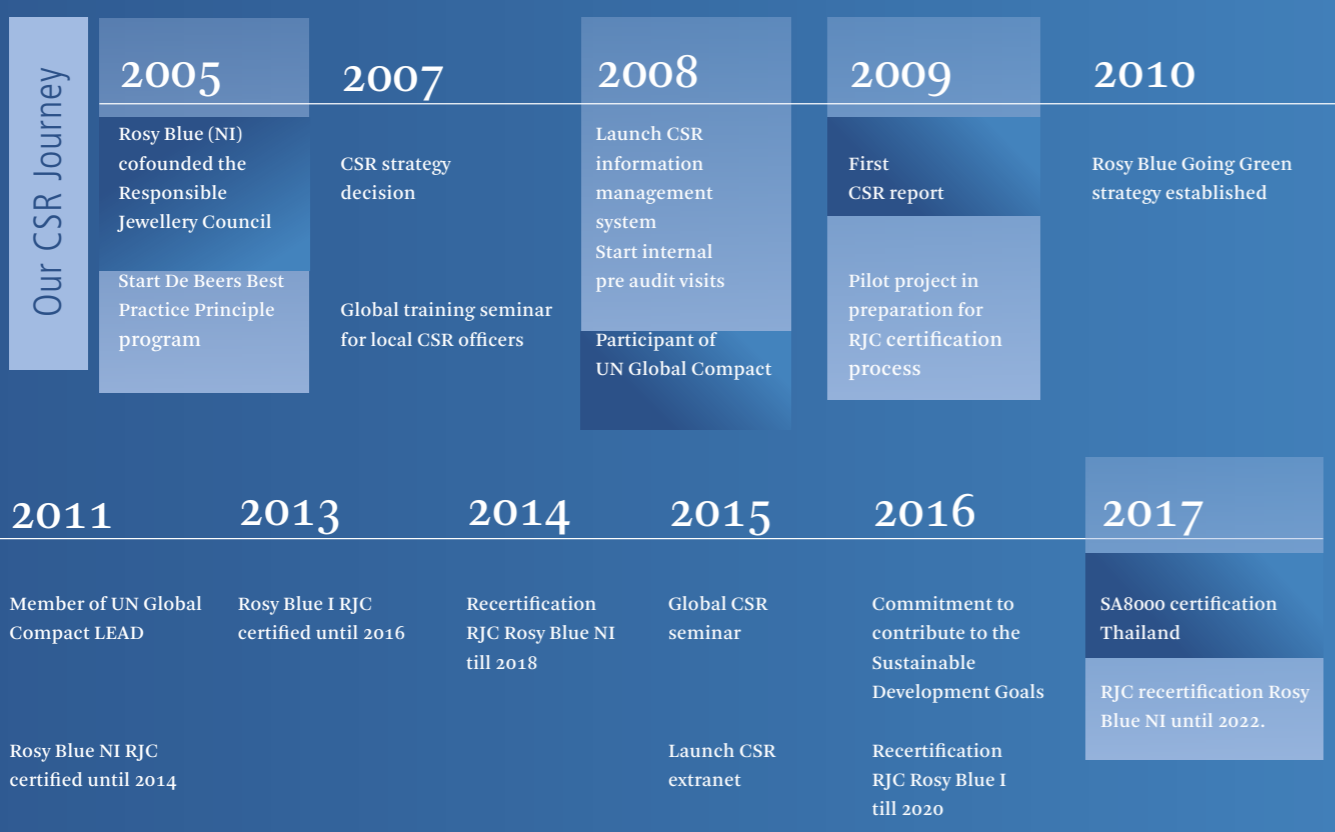 Our CSR Journey
2005
Rosy Blue (NI)
cofounded the
Responsible
Jewellery Council
Start De Beers Best
Practice Principle
program
2007
CSR strategy
decision
Global training seminar
for local CSR officers
2008
Launch CSR
information
management
system
Start internal
pre audit visits
Participant of
UN Global Compact
2009
First
CSR report
Pilot project in
preparation for
RJC certification
process
2010
Rosy Blue Going Green
strategy established
2011
Member of UN Global
Compact LEAD
Rosy Blue NI RJC
certified until 2014
2013
Rosy Blue I RJC
certified until 2016
2014
Recertification
RJC Rosy Blue NI
till 2018
2015
Global CSR
seminar
Launch CSR
extranet
2016
Commitment to
contribute to the
Sustainable
Development Goals
Recertification
RJC Rosy Blue I
till 2020
2017
SA8000 certification
Thailand
RJC recertification Rosy
Blue NI until 2022.